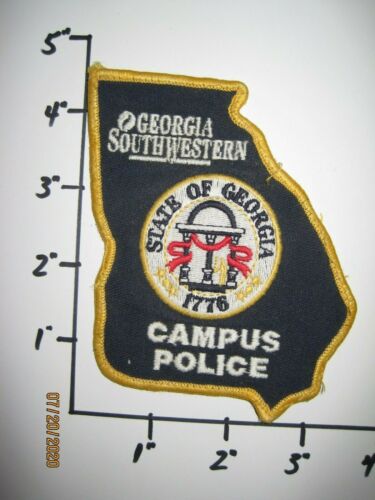 5"
4"
3"
2"
1"
GEORGIA
SOUTHWESTERN
STATE OF GEORGIA
1776
CAMPUS
POLICE
1" 2" 3" 4
07/20/2020